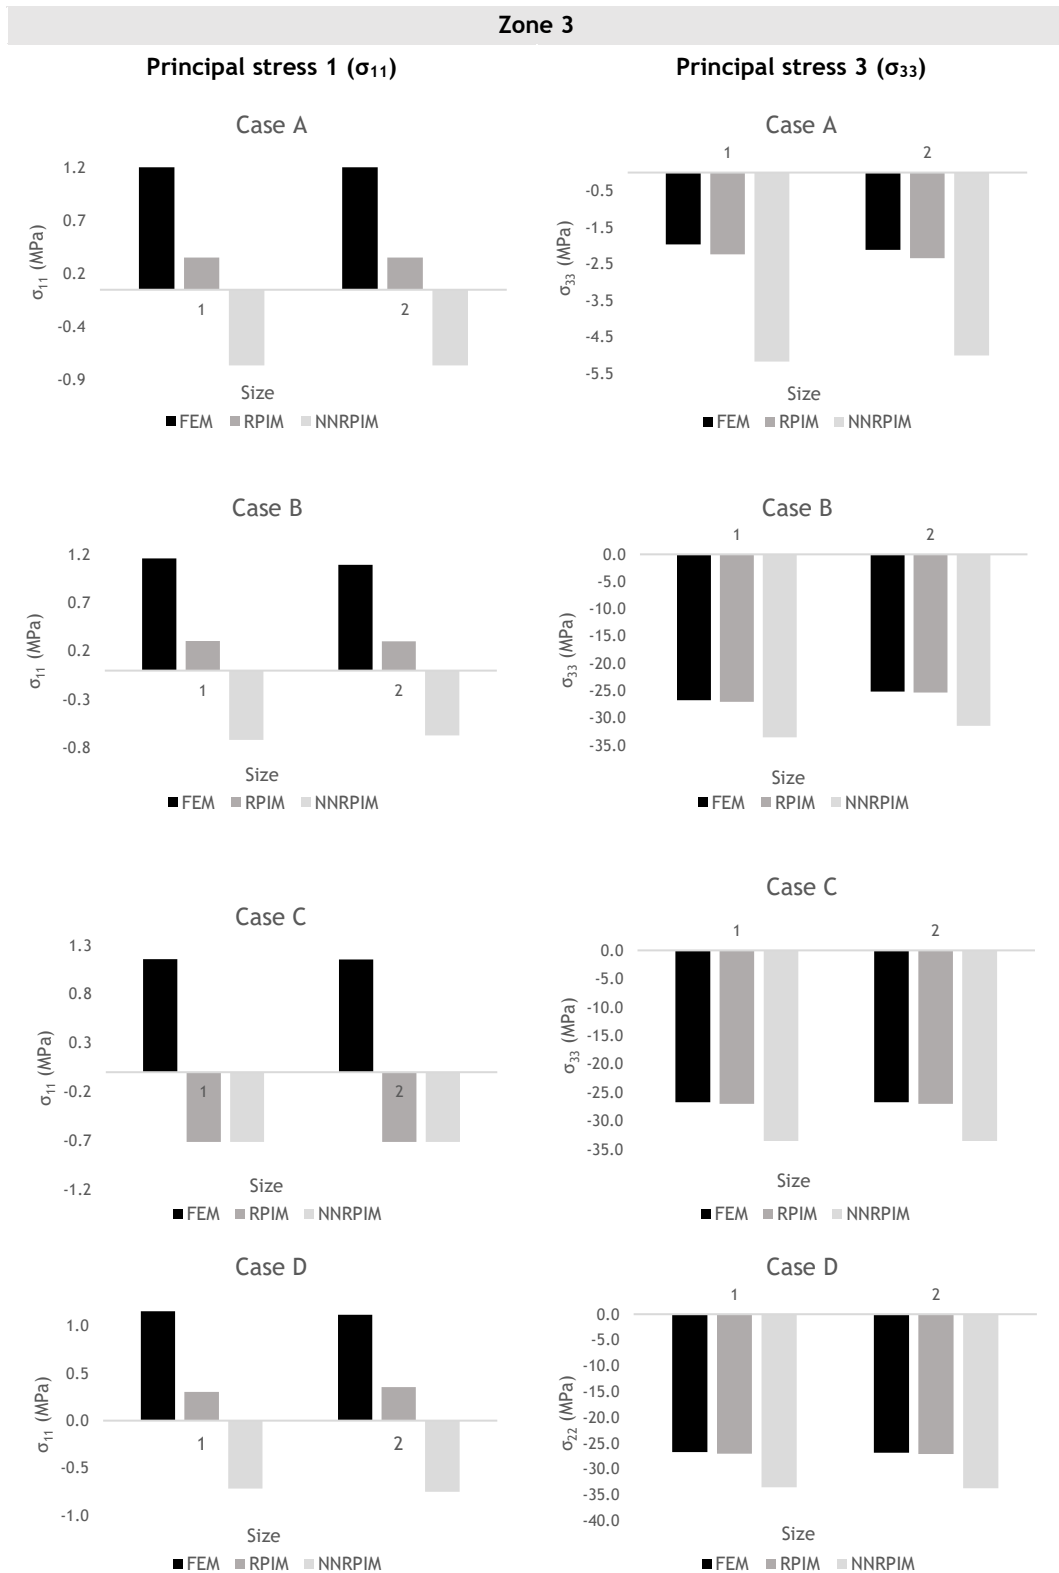 Zone 3
Principal stress 1 (σ₁₁)
Principal stress 3 (σ₃₃)
Case A
1.2
0.7
0.2
-0.4
-0.9
σ₁₁ (MPa)
1
2
Size
FEM RPIM NNRPIM
Case A
1
2
-0.5
-1.5
-2.5
-3.5
-4.5
-5.5
σ₃₃ (MPa)
Size
FEM RPIM NNRPIM
Case B
1.2
0.7
0.2
-0.3
-0.8
σ₁₁ (MPa)
1
2
Size
FEM RPIM NNRPIM
Case B
1
2
0.0
-5.0
-10.0
-15.0
-20.0
-25.0
-30.0
-35.0
σ₃₃ (MPa)
Size
FEM RPIM NNRPIM
Case C
1.3
0.8
0.3
-0.2
-0.7
-1.2
σ₁₁ (MPa)
1
2
Size
FEM RPIM NNRPIM
Case C
1
2
0.0
-5.0
-10.0
-15.0
-20.0
-25.0
-30.0
-35.0
σ₃₃ (MPa)
Size
FEM RPIM NNRPIM
Case D
1.0
0.5
0.0
-0.5
-1.0
σ₁₁ (MPa)
1
2
Size
FEM RPIM NNRPIM
Case D
1
2
0.0
-5.0
-10.0
-15.0
-20.0
-25.0
-30.0
-35.0
-40.0
σ₂₂ (MPa)
Size
FEM RPIM NNRPIM